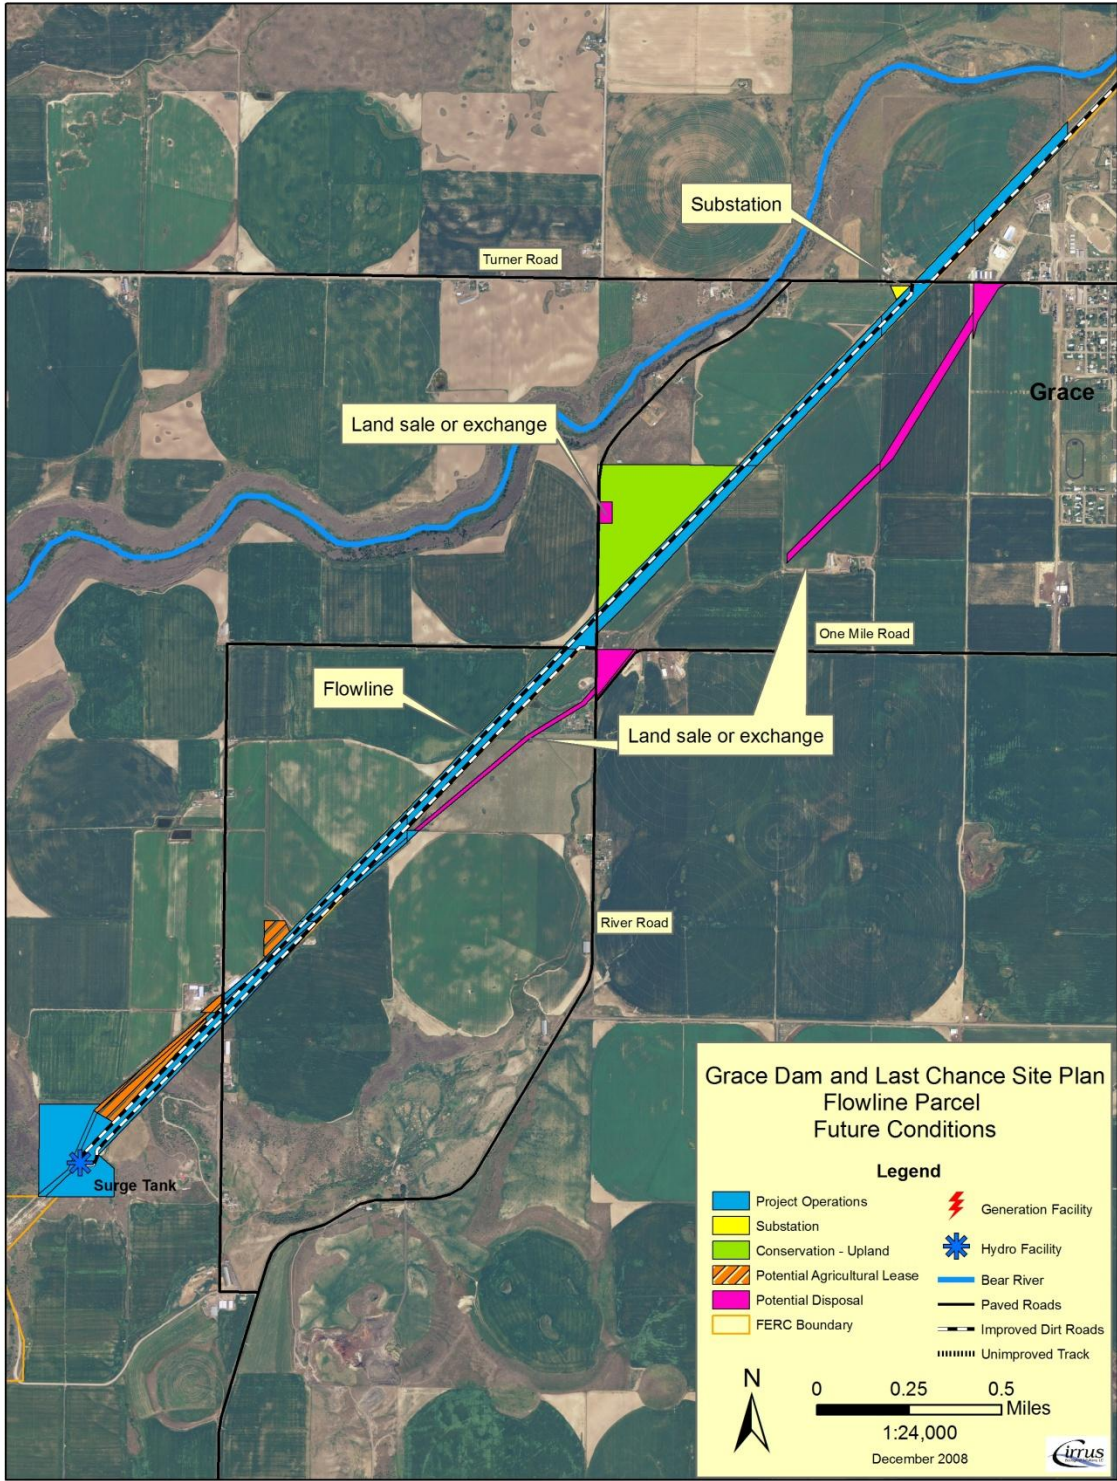 Substation
Turner Road
Grace
Land sale or exchange
One Mile Road
Flowline
Land sale or exchange
River Road
Surge Tank
Grace Dam and Last Chance Site Plan
Flowline Parcel
Future Conditions
Legend
Project Operations
Substation
Conservation - Upland
Potential Agricultural Lease
Potential Disposal
FERC Boundary
Generation Facility
Hydro Facility
Bear River
Paved Roads
Improved Dirt Roads
Unimproved Track
N
0 0.25 0.5
Miles
1:24,000
December 2008
Cirrus